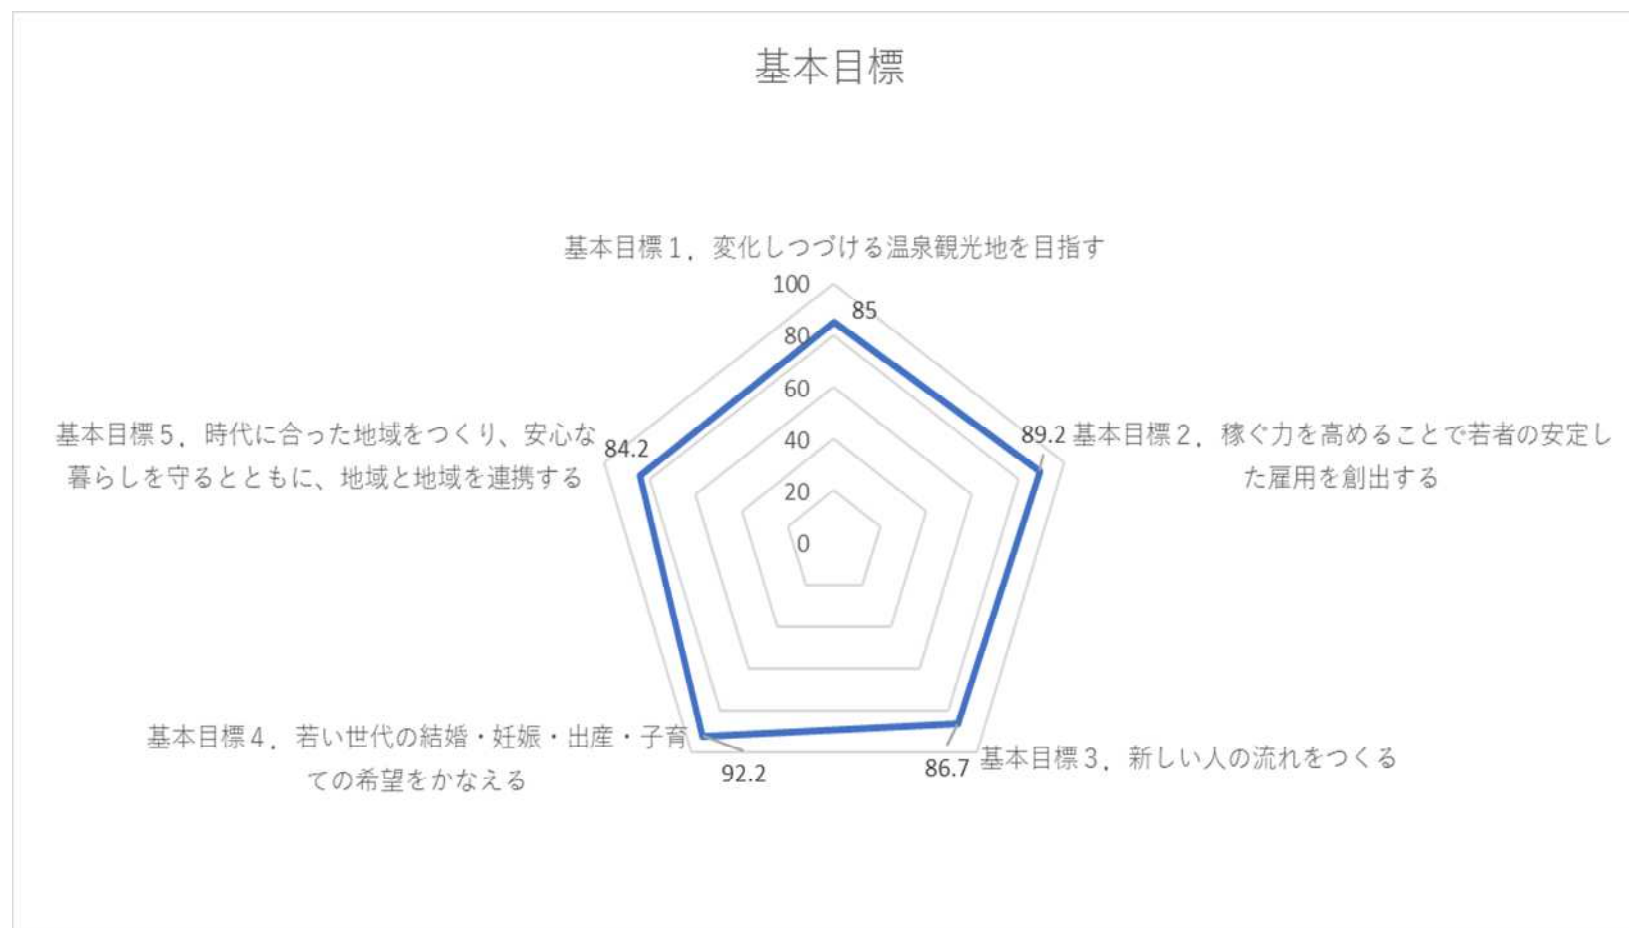 基本目標
基本目標１．変化しつづける温泉観光地を目指す
100
85
80
60
40
20
0
89.2
基本目標２．稼ぐ力を高めることで若者の安定し
た雇用を創出する
基本目標５．時代に合った地域をつくり、安心な
暮らしを守るとともに、地域と地域を連携する
84.2
基本目標４．若い世代の結婚・妊娠・出産・子育
ての希望をかなえる
92.2
86.7
基本目標３．新しい人の流れをつくる